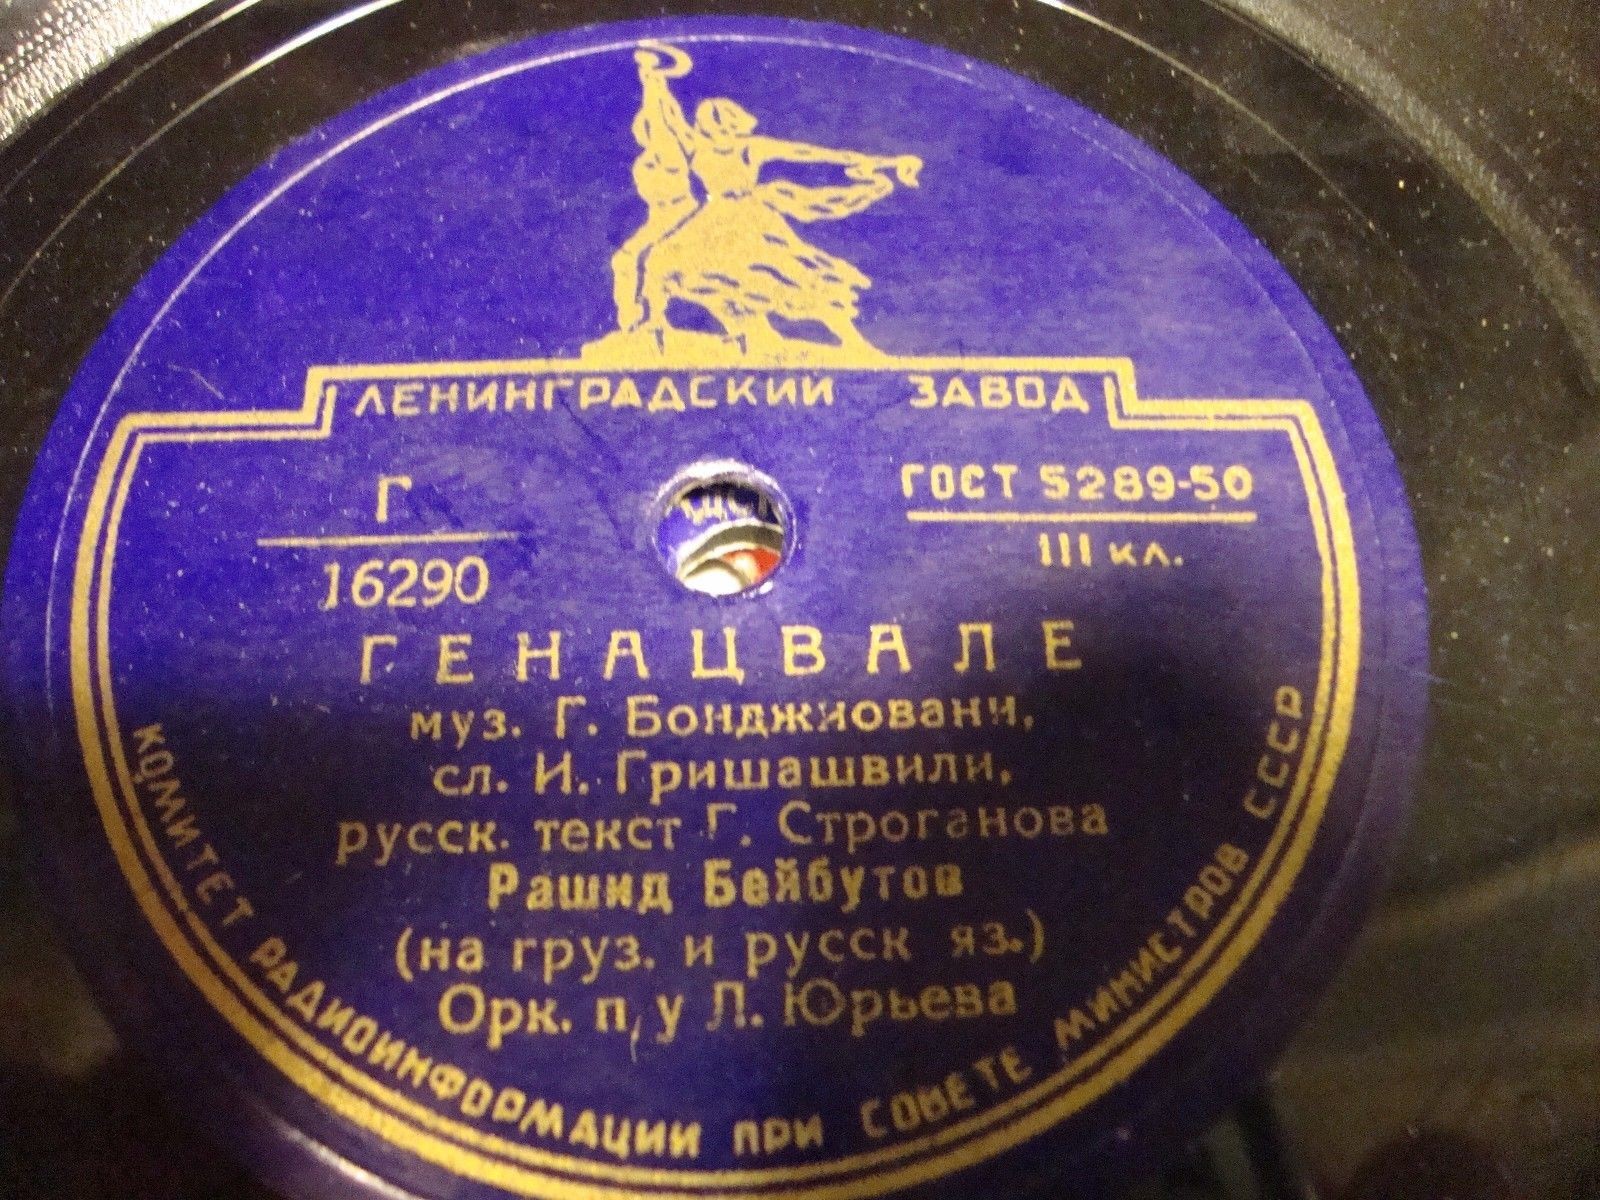 ЛЕНИНГРАДСКИЙ ЗАВОД
Г
16290
ГОСТ 5289-50
III кл.
ГЕНАЦВАЛЕ
муз. Г. Бонджиовани,
сл. И. Гришашвили,
русск. текст Г. Строганова
Рашид Бейбутов
(на груз. и русск яз.)
Орк. п/у Л. Юрьева
КОМИТЕТ РАДИОИНФОРМАЦИИ ПРИ СОВЕТЕ МИНИСТРОВ СССР